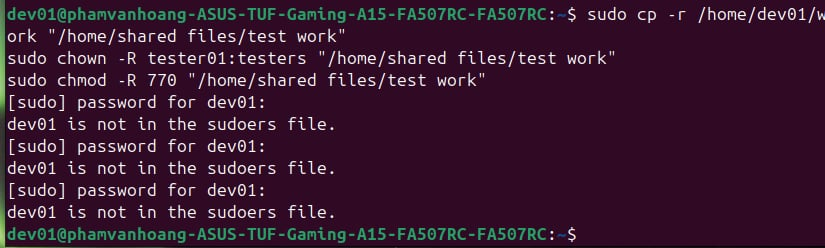 dev01@phamvanhoang-ASUS-TUF-Gaming-A15-FA507RC-FA507RC:~$ sudo cp -r /home/dev01/w
ork "/home/shared files/test work"
sudo chown -R tester01:testers "/home/shared files/test work"
sudo chmod -R 770 "/home/shared files/test work"
[sudo] password for dev01:
dev01 is not in the sudoers file.
[sudo] password for dev01:
dev01 is not in the sudoers file.
[sudo] password for dev01:
dev01 is not in the sudoers file.
dev01@phamvanhoang-ASUS-TUF-Gaming-A15-FA507RC-FA507RC:~$